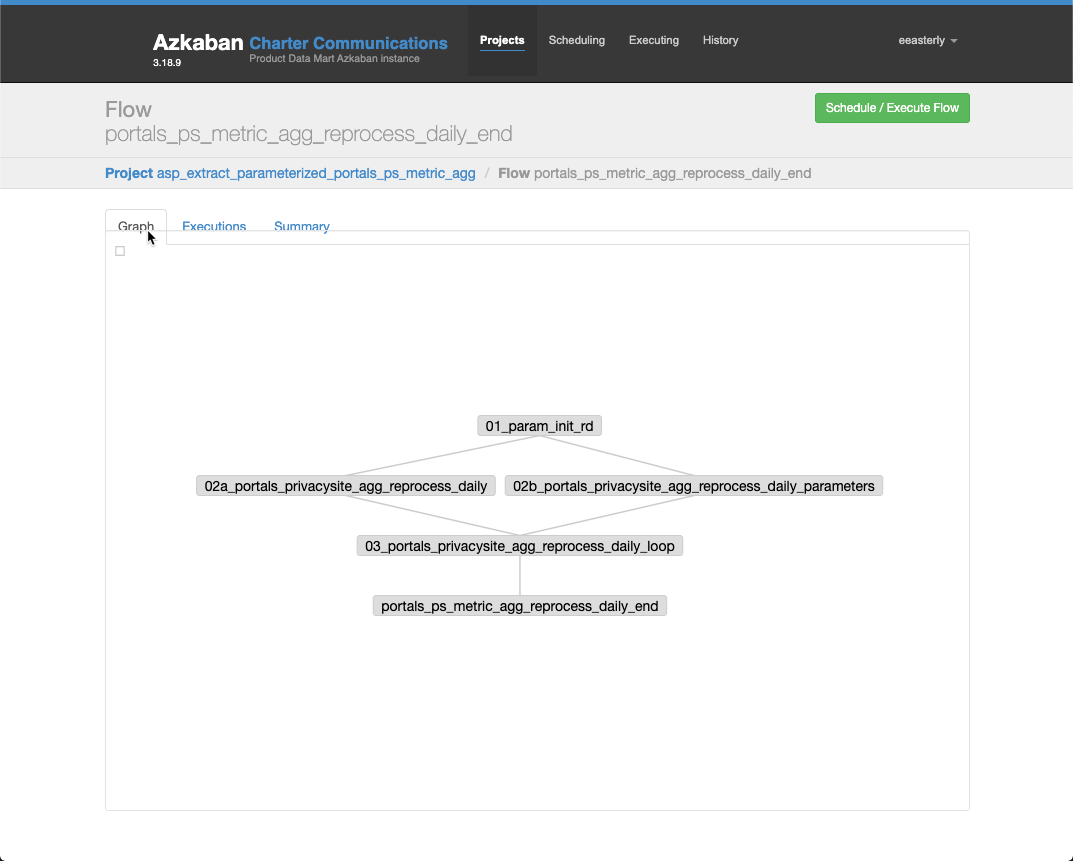 Azkaban Charter Communications
3.18.9 Product Data Mart Azkaban instance
Projects Scheduling Executing History eeasterly
Flow
portals_ps_metric_agg_reprocess_daily_end
Schedule / Execute Flow
Project asp_extract_parameterized_portals_ps_metric_agg / Flow portals_ps_metric_agg_reprocess_daily_end
Graph Executions Summary
01_param_init_rd
02a_portals_privacysite_agg_reprocess_daily 02b_portals_privacysite_agg_reprocess_daily_parameters
03_portals_privacysite_agg_reprocess_daily_loop
portals_ps_metric_agg_reprocess_daily_end